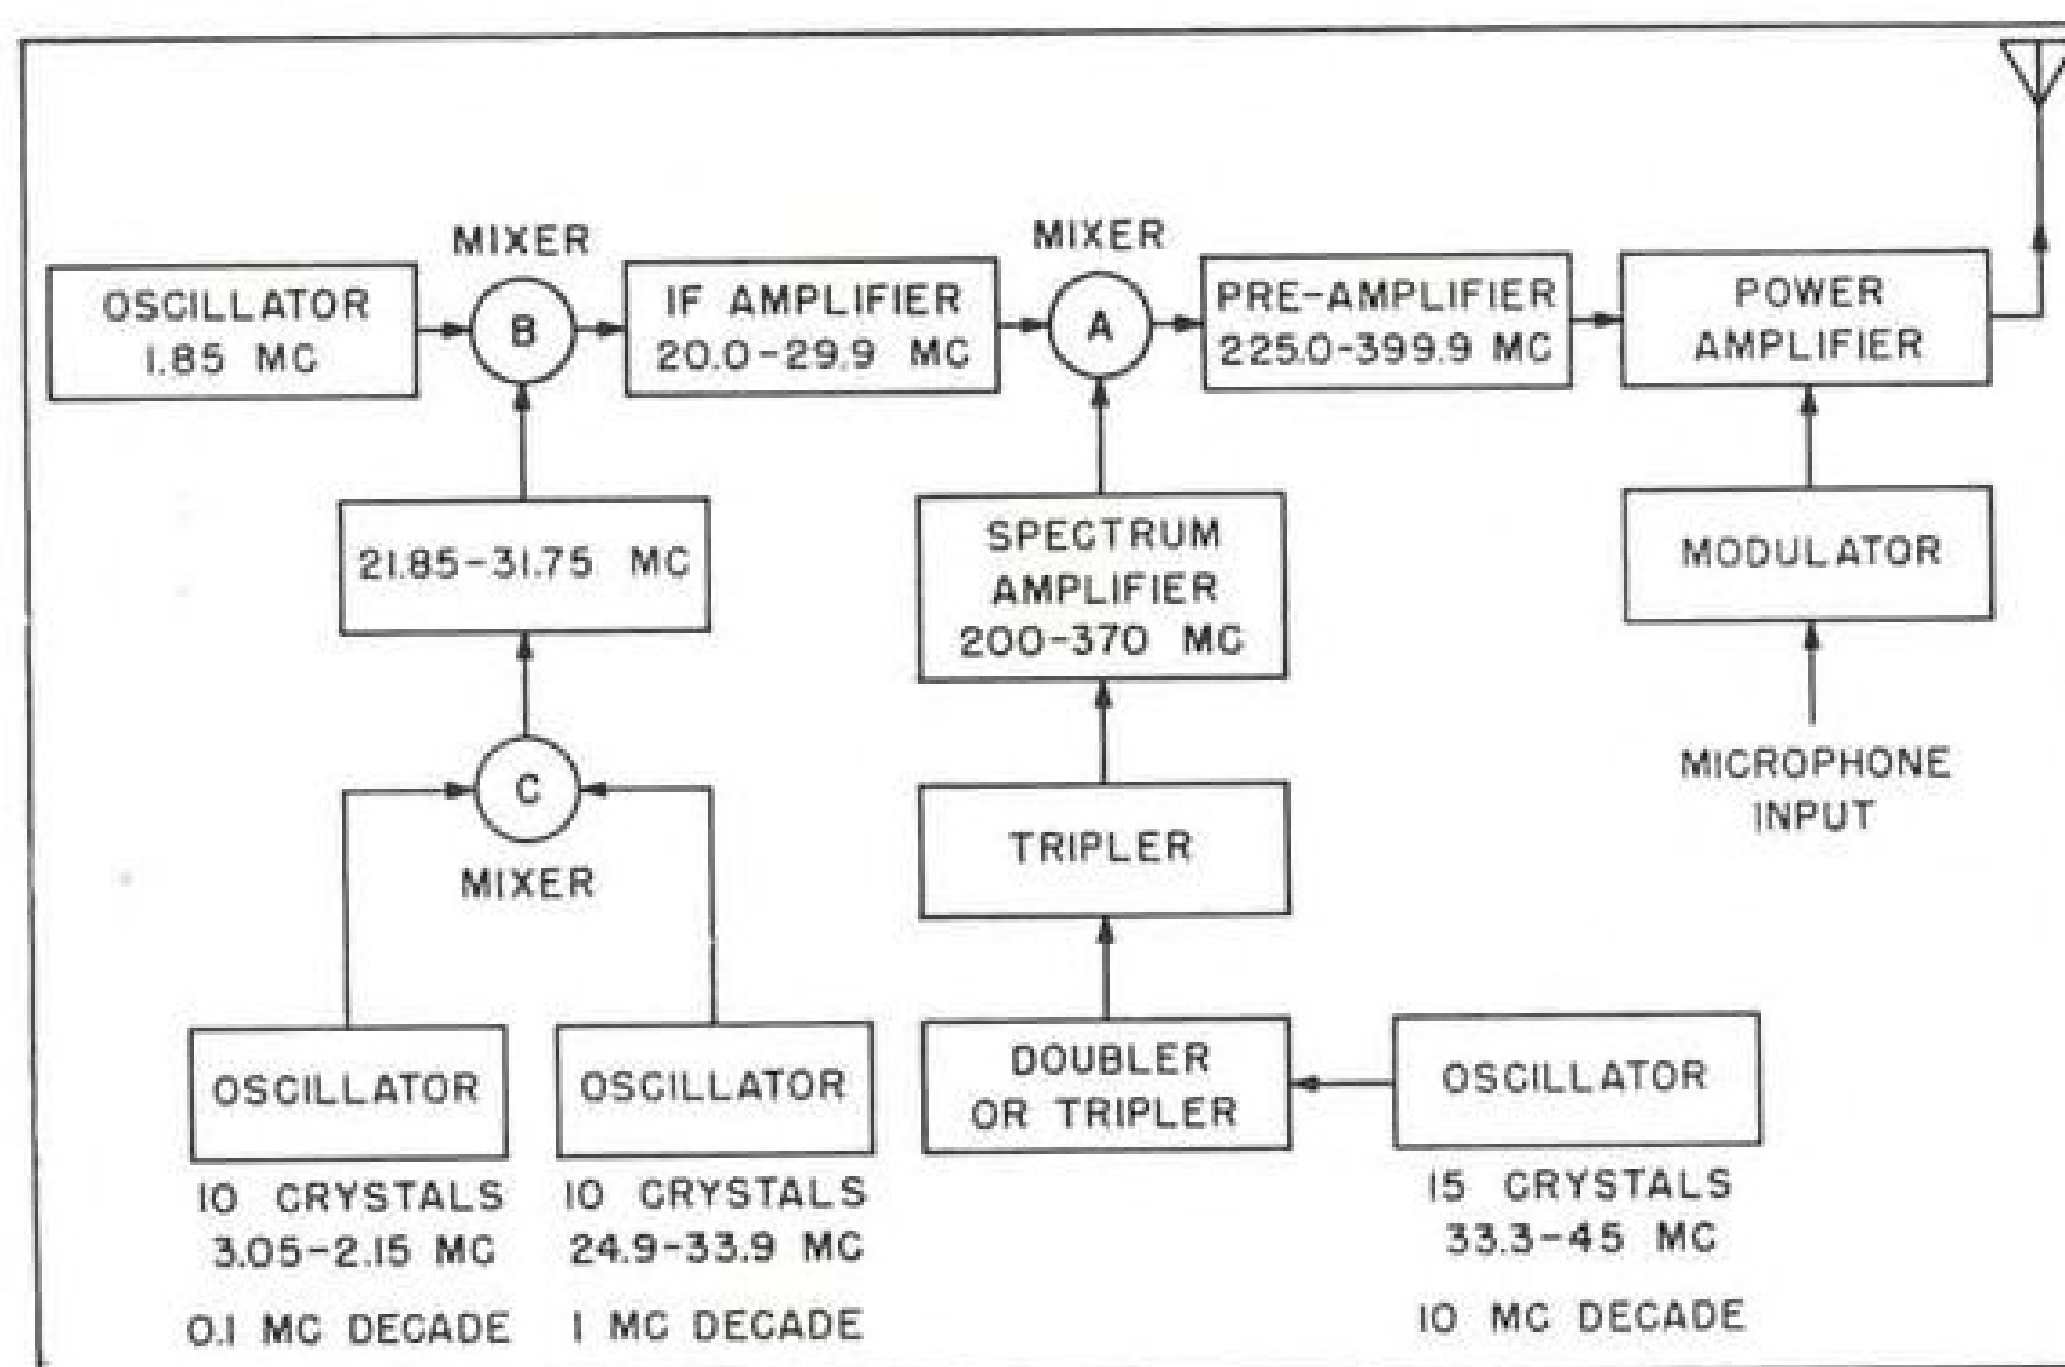 MIXER
MIXER
OSCILLATOR
1.85 MC
B
IF AMPLIFIER
20.0-29.9 MC
A
PRE-AMPLIFIER
225.0-399.9 MC
POWER
AMPLIFIER
21.85-31.75 MC
SPECTRUM
AMPLIFIER
200-370 MC
MODULATOR
C
MIXER
TRIPLER
MICROPHONE
INPUT
OSCILLATOR
OSCILLATOR
DOUBLER
OR TRIPLER
OSCILLATOR
10 CRYSTALS
3.05-2.15 MC
0.1 MC DECADE
10 CRYSTALS
24.9-33.9 MC
1 MC DECADE
15 CRYSTALS
33.3-45 MC
10 MC DECADE